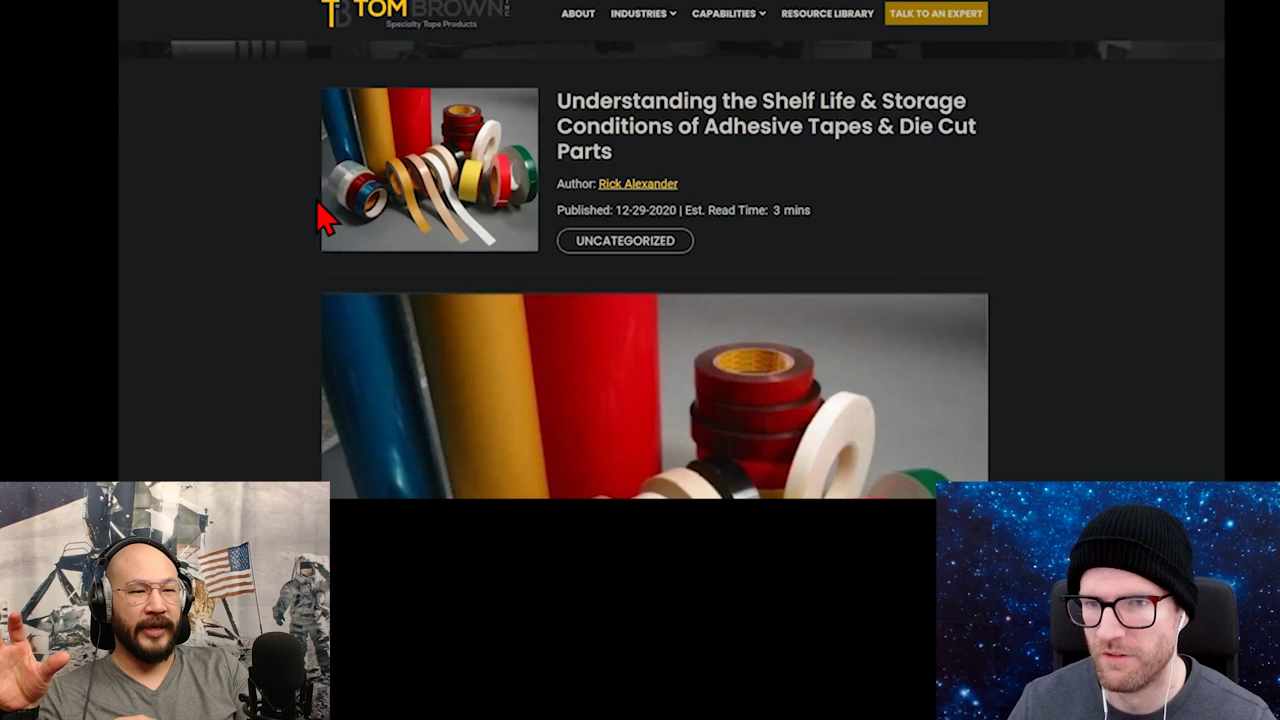 TB TOM BROWN INC
Specialty Tape Products
ABOUT INDUSTRIES CAPABILITIES RESOURCE LIBRARY TALK TO AN EXPERT
Understanding the Shelf Life & Storage
Conditions of Adhesive Tapes & Die Cut
Parts
Author: Rick Alexander
Published: 12-29-2020 | Est. Read Time: 3 mins
UNCATEGORIZED